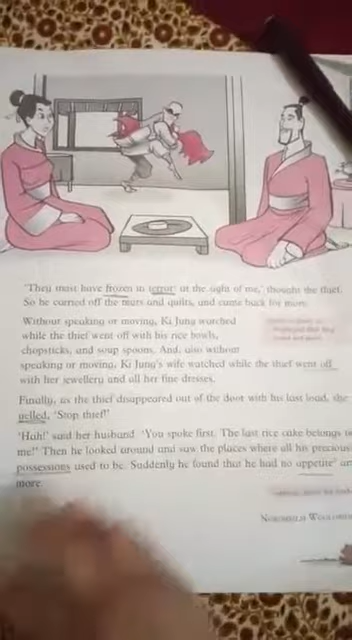 'They must have frozen in terror at the sight of me,' thought the thief.
So he carried off the mats and quilts, and came back for more.
Without speaking or moving, Ki Jung watched
while the thief went off with his rice bowls,
chopsticks, and soup spoons. And, also without
speaking or moving, Ki Jung's wife watched while the thief went off
with her jewellery and all her fine dresses.
Finally, as the thief disappeared out of the door with his last load, she
yelled, 'Stop thief!'
'Hah!' said her husband. 'You spoke first. The last rice cake belongs to
me!' Then he looked around and saw the places where all his precious
possessions used to be. Suddenly he found that he had no appetite
more.